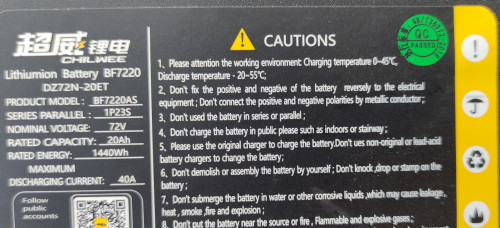 超威锂电
CHILWEE
Lithiumion Battery BF7220
DZ72N-20ET
PRODUCT MODEL: BF7220AS
SERIES PARALLEL: 1P23S
NOMINAL VOLTAGE: 72V
RATED CAPACITY: 20Ah
RATED ENERGY: 1440Wh
MAXIMUM
DISCHARGING CURRENT: 40A
Follow
public
accounts
CAUTIONS
1、Please attention the working environment: Charging temperature 0~45℃,
Discharge temperature - 20~55℃;
2、Don't fix the positive and negative of the battery reversely to the electrical
equipment ; Don't connect the positive and negative polarities by metallic conductor ;
3、Don't used the battery in series or parallel ;
4、Don't charge the battery in public please such as indoors or stairway ;
5、Please use the original charger to charge the battery.Don't ues non-original or lead-acid
battery chargers to change the battery;
6、Don't demolish or assembly the battery by yourself ; Don't knock ,drop or stamp on the
battery ;
7、Don't submerge the battery in water or other corrosive liquids ,which may cause leakage,
heat , smoke ,fire and explosion ;
8、Don't put the battery near the source or fire , Flammable and explosive gases ;
QC
PASSED